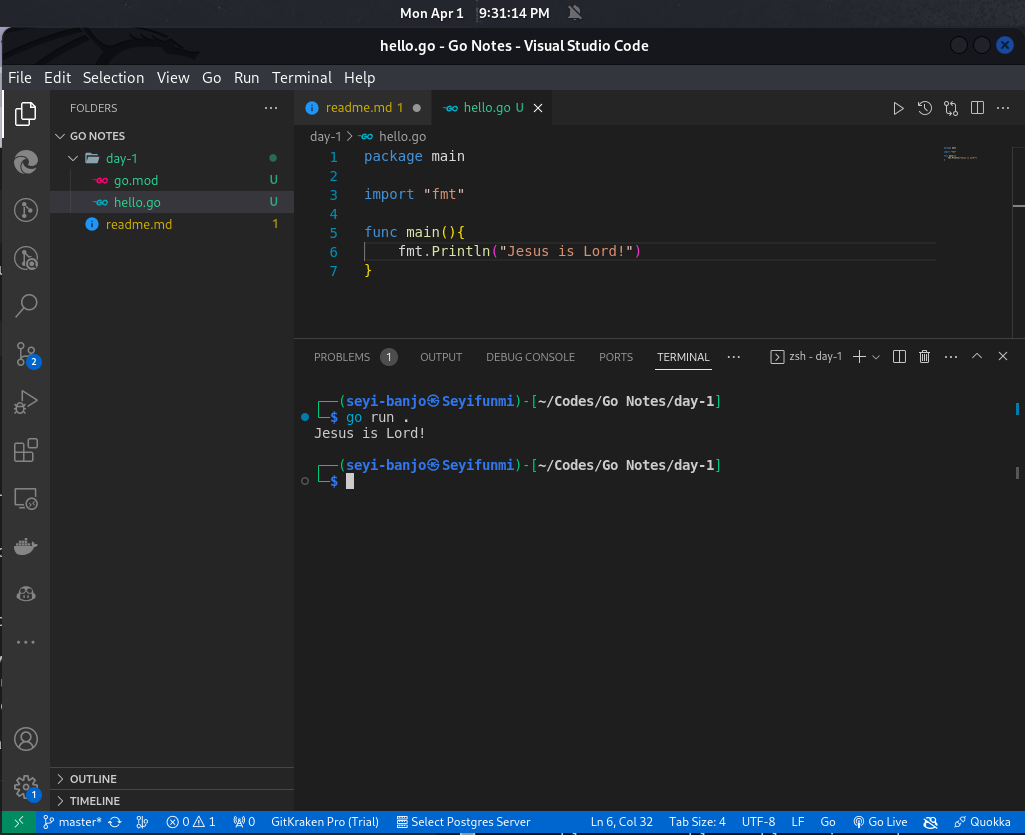 Mon Apr 1 9:31:14 PM
hello.go - Go Notes - Visual Studio Code
File Edit Selection View Go Run Terminal Help
FOLDERS
GO NOTES
day-1
go.mod U
hello.go U
readme.md 1
OUTLINE
TIMELINE
readme.md 1
hello.go U
day-1 > hello.go
1 package main
2
3 import "fmt"
4
5 func main(){
6 fmt.Println("Jesus is Lord!")
7 }
PROBLEMS 1 OUTPUT DEBUG CONSOLE PORTS TERMINAL
zsh - day-1
┌──(seyi-banjo㉿Seyifunmi)-[~/Codes/Go Notes/day-1]
└─$ go run .
Jesus is Lord!
┌──(seyi-banjo㉿Seyifunmi)-[~/Codes/Go Notes/day-1]
└─$
2
1
master* 0 1 0 GitKraken Pro (Trial) Select Postgres Server Ln 6, Col 32 Tab Size: 4 UTF-8 LF Go Go Live Quokka